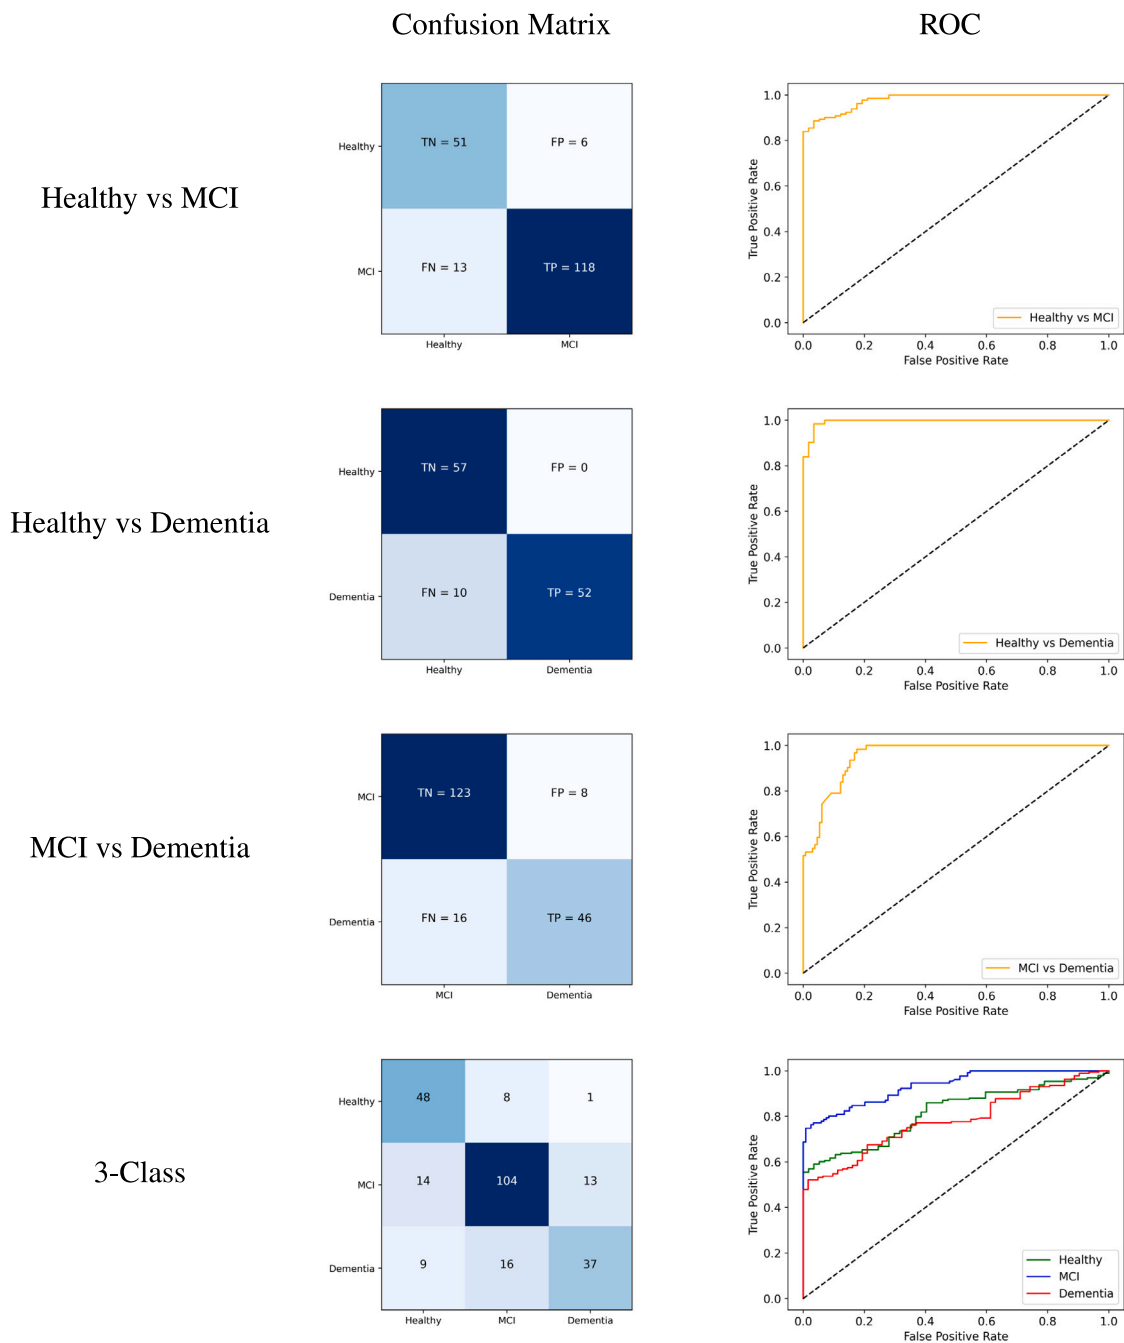 Confusion Matrix
ROC
Healthy vs MCI
Healthy
TN = 51
FP = 6
MCI
FN = 13
TP = 118
Healthy
MCI
True Positive Rate
1.0
0.8
0.6
0.4
0.2
0.0
Healthy vs MCI
0.0
0.2
0.4
0.6
0.8
1.0
False Positive Rate
Healthy vs Dementia
Healthy
TN = 57
FP = 0
Dementia
FN = 10
TP = 52
Healthy
Dementia
True Positive Rate
1.0
0.8
0.6
0.4
0.2
0.0
Healthy vs Dementia
0.0
0.2
0.4
0.6
0.8
1.0
False Positive Rate
MCI vs Dementia
MCI
TN = 123
FP = 8
Dementia
FN = 16
TP = 46
MCI
Dementia
True Positive Rate
1.0
0.8
0.6
0.4
0.2
0.0
MCI vs Dementia
0.0
0.2
0.4
0.6
0.8
1.0
False Positive Rate
3-Class
Healthy
48
8
1
MCI
14
104
13
Dementia
9
16
37
Healthy
MCI
Dementia
True Positive Rate
1.0
0.8
0.6
0.4
0.2
0.0
Healthy
MCI
Dementia
0.0
0.2
0.4
0.6
0.8
1.0
False Positive Rate